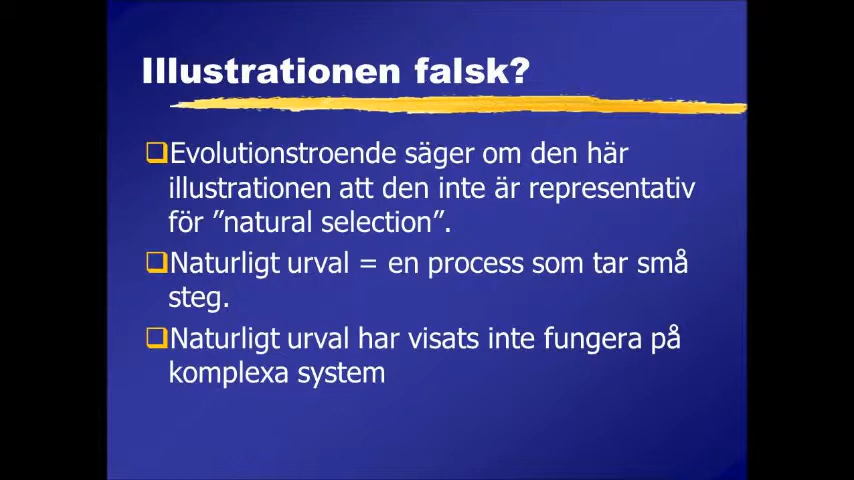 Illustrationen falsk?
Evolutionstroende säger om den här
illustrationen att den inte är representativ
för ”natural selection”.
Naturligt urval = en process som tar små
steg.
Naturligt urval har visats inte fungera på
komplexa system